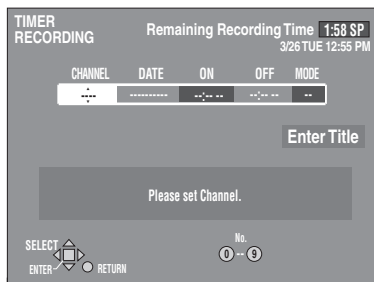 TIMER
RECORDING
Remaining Recording Time 1:58 SP
3/26 TUE 12:55 PM
CHANNEL DATE ON OFF MODE
---- ---------- --:-- -- --:-- -- --
Enter Title
Please set Channel.
SELECT
No.
0 -- 9
ENTER
RETURN